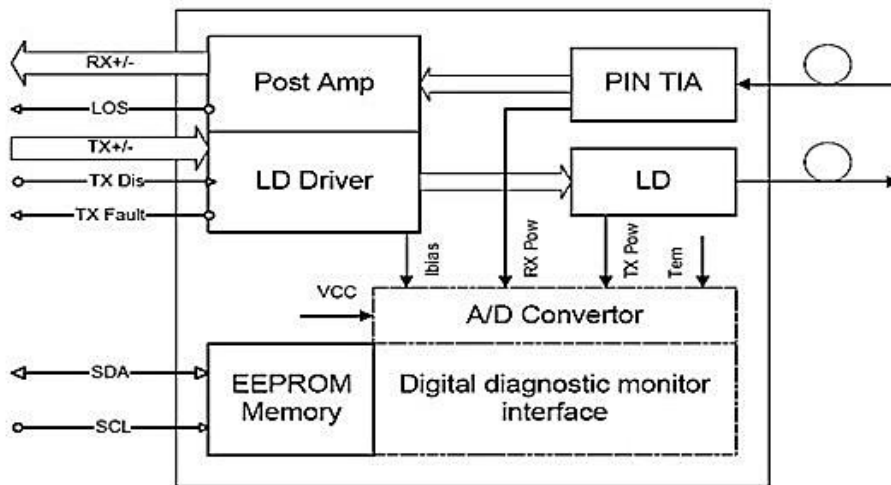 RX+/-
Post Amp
PIN TIA
LOS
TX+/-
TX Dis
LD Driver
LD
TX Fault
Ibias
RX Pow
TX Pow
Tem
VCC
A/D Convertor
SDA
EEPROM
Memory
Digital diagnostic monitor
interface
SCL